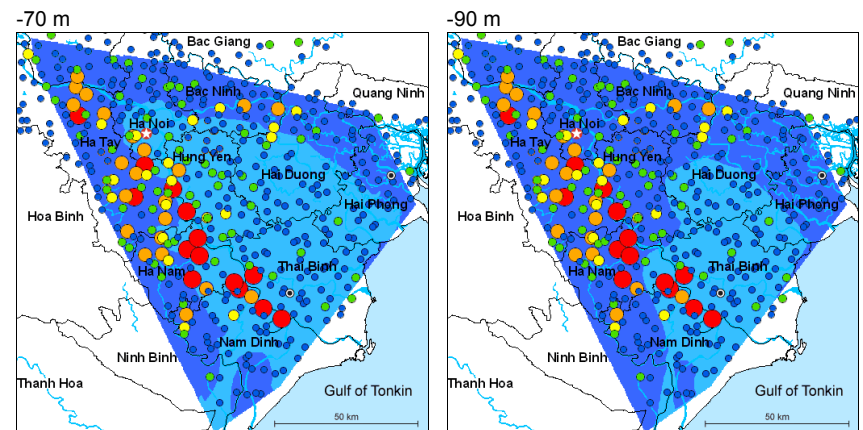 -70 m
Bac Giang
Quang Ninh
Bac Ninh
Ha Noi
Ha Tay
Hung Yen
Hai Duong
Hai Phong
Hoa Binh
Ha Nam
Thai Binh
Nam Dinh
Ninh Binh
Thanh Hoa
Gulf of Tonkin
50 km
-90 m
Bac Giang
Quang Ninh
Bac Ninh
Ha Noi
Ha Tay
Hung Yen
Hai Duong
Hai Phong
Hoa Binh
Ha Nam
Thai Binh
Nam Dinh
Ninh Binh
Thanh Hoa
Gulf of Tonkin
50 km